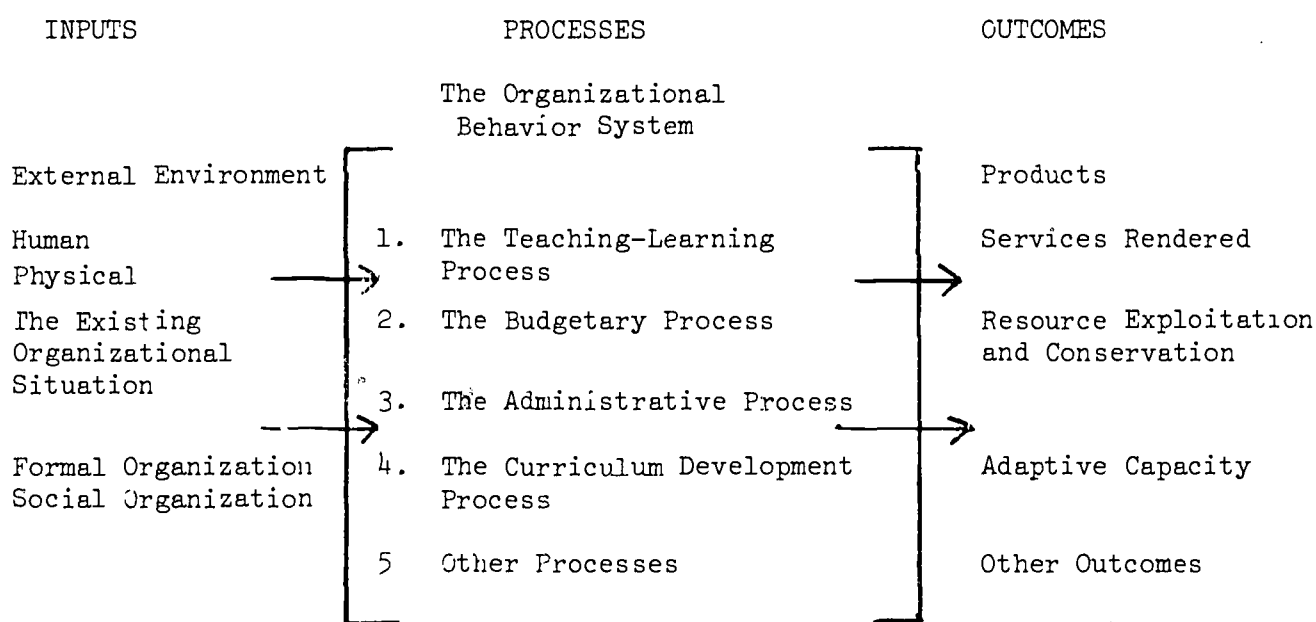 INPUTS PROCESSES OUTCOMES
The Organizational
Behavior System
External Environment Products
Human 1. The Teaching-Learning Services Rendered
Physical Process
The Existing 2. The Budgetary Process Resource Exploitation
Organizational and Conservation
Situation
3. The Administrative Process
Formal Organization 4. The Curriculum Development Adaptive Capacity
Social Organization Process
5 Other Processes Other Outcomes